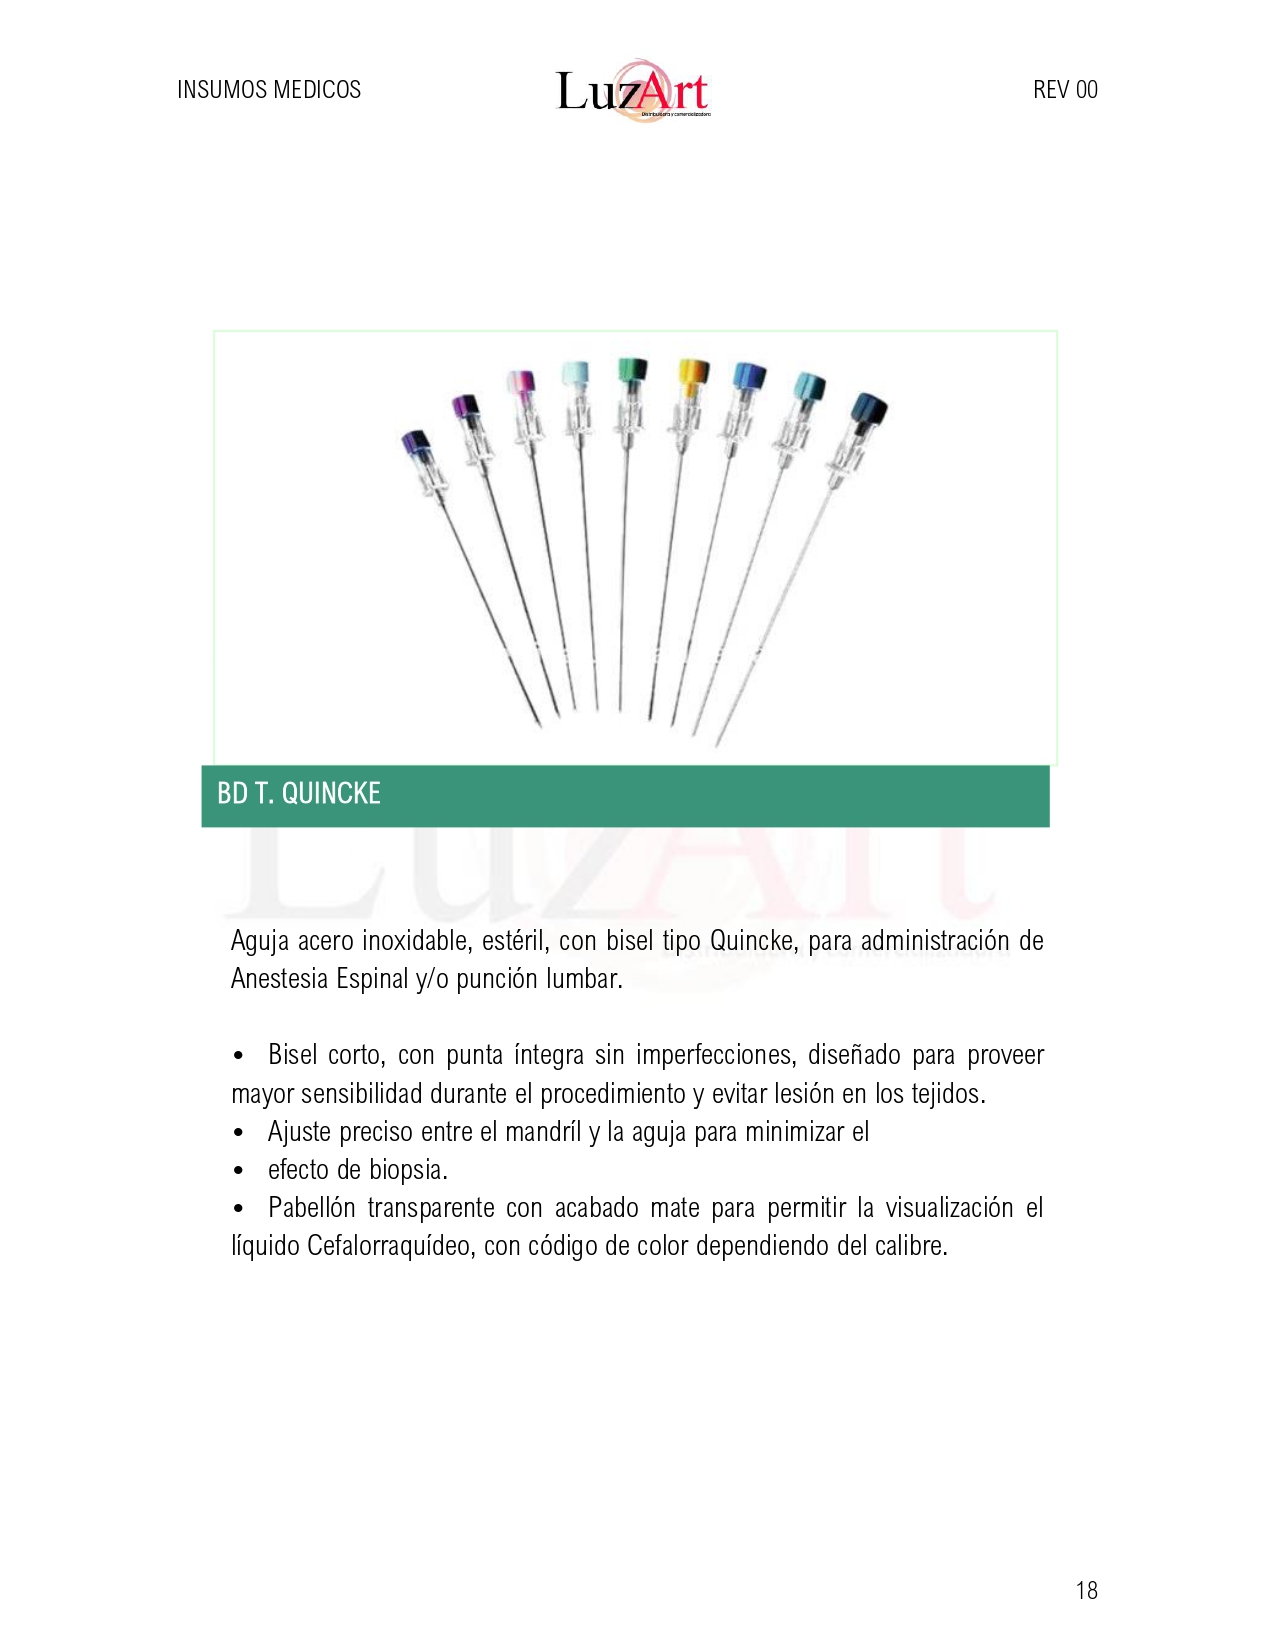 INSUMOS MEDICOS
LuzArt
Distribuidora y comercializadora
REV 00
BD T. QUINCKE
LuzArt
Aguja acero inoxidable, estéril, con bisel tipo Quincke, para administración de
Anestesia Espinal y/o punción lumbar.
• Bisel corto, con punta íntegra sin imperfecciones, diseñado para proveer
mayor sensibilidad durante el procedimiento y evitar lesión en los tejidos.
• Ajuste preciso entre el mandríl y la aguja para minimizar el
• efecto de biopsia.
• Pabellón transparente con acabado mate para permitir la visualización el
líquido Cefalorraquídeo, con código de color dependiendo del calibre.
18